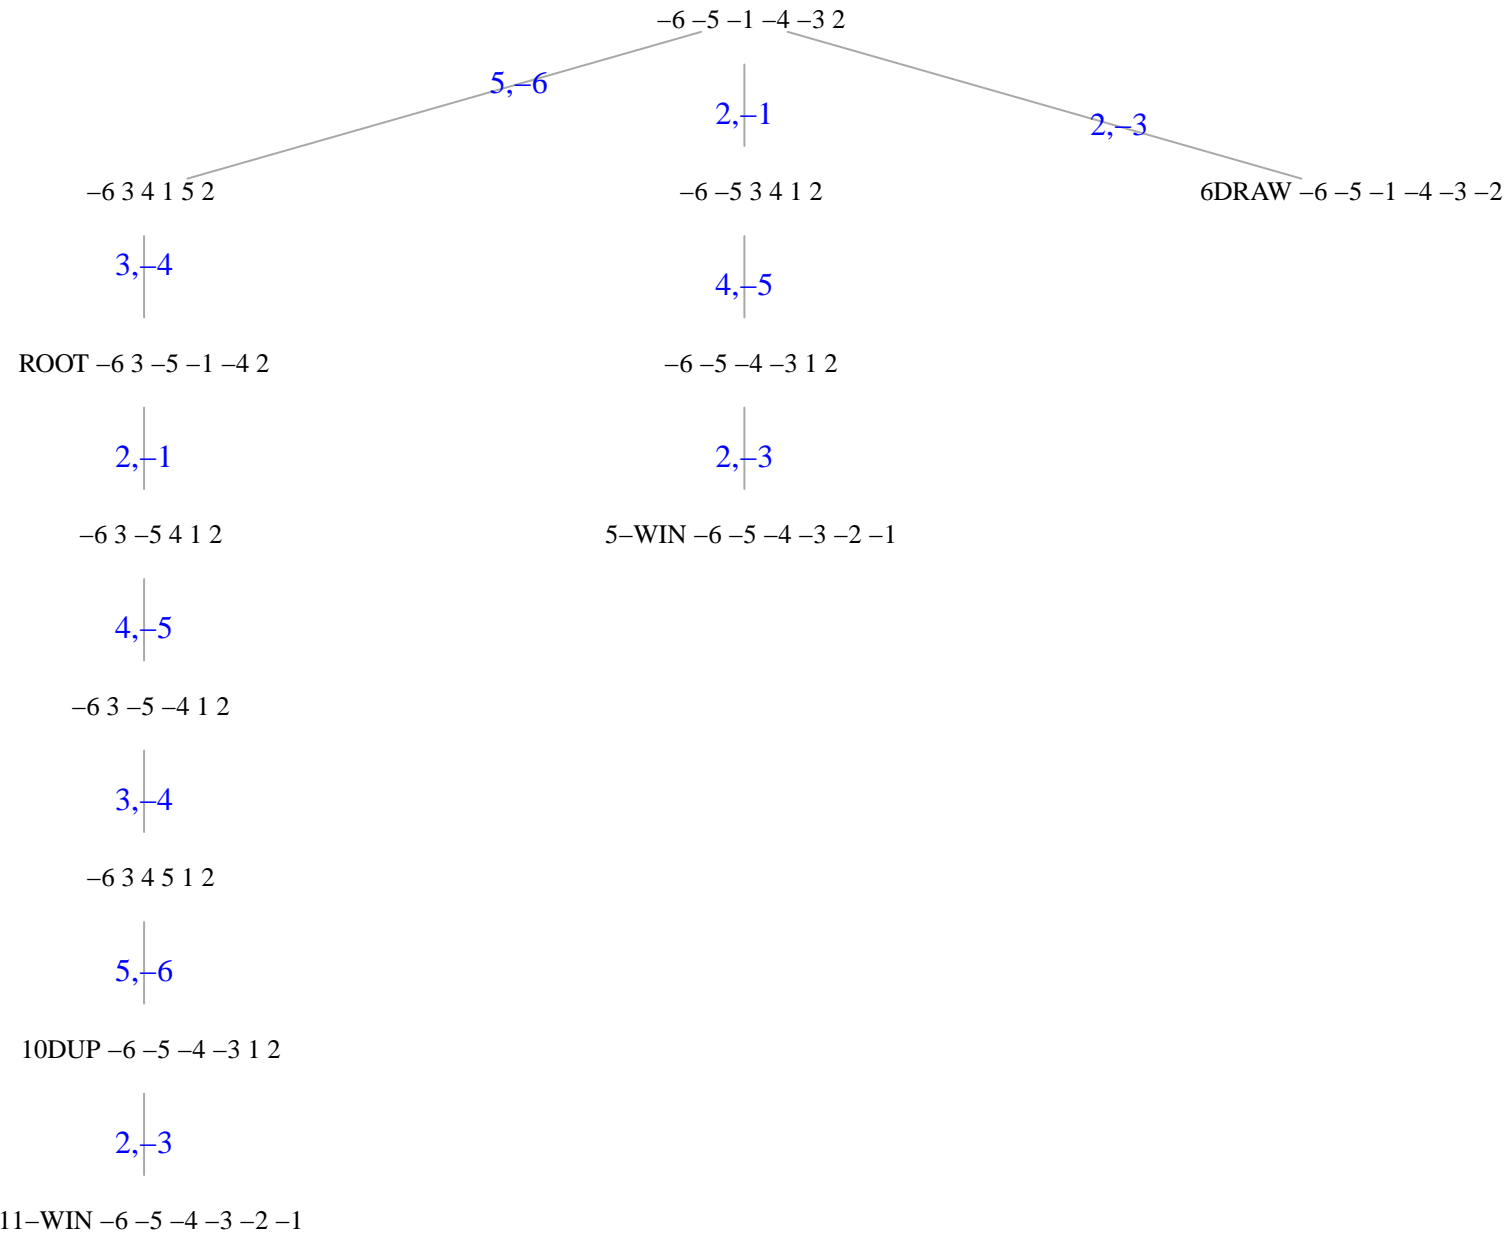 –6 –5 –1 –4 –3 2
5,–6
2,–1
2,–3
–6 3 4 1 5 2
–6 –5 3 4 1 2
6DRAW –6 –5 –1 –4 –3 –2
3,–4
4,–5
ROOT –6 3 –5 –1 –4 2
–6 –5 –4 –3 1 2
2,–1
2,–3
–6 3 –5 4 1 2
5–WIN –6 –5 –4 –3 –2 –1
4,–5
–6 3 –5 –4 1 2
3,–4
–6 3 4 5 1 2
5,–6
10DUP –6 –5 –4 –3 1 2
2,–3
11–WIN –6 –5 –4 –3 –2 –1